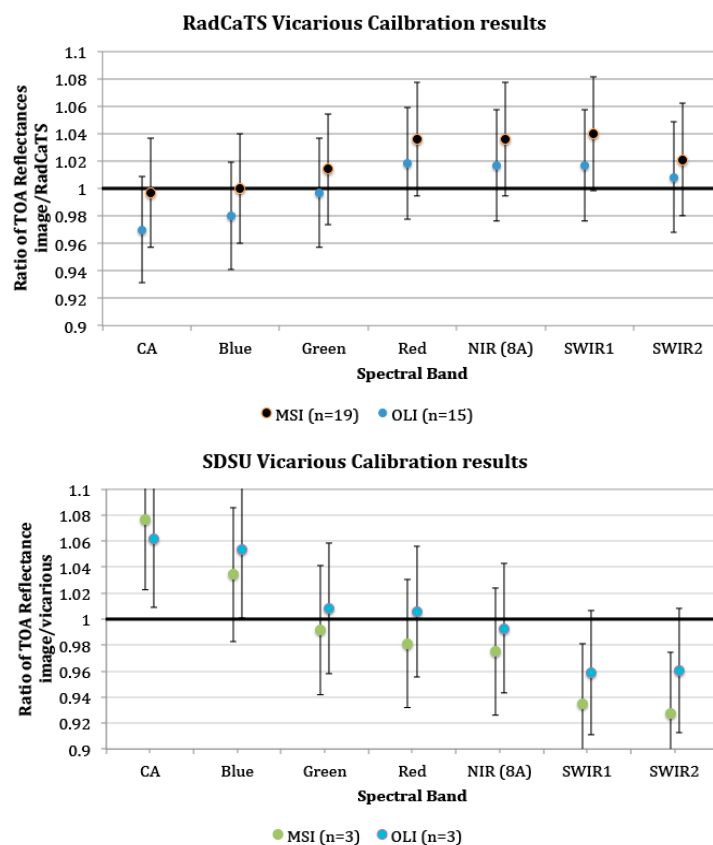 RadCaTS Vicarious Cailbration results
Ratio of TOA Reflectances
image/RadCaTS
1.1
1.08
1.06
1.04
1.02
1
0.98
0.96
0.94
0.92
0.9
CA Blue Green Red NIR (8A) SWIR1 SWIR2
Spectral Band
MSI (n=19) OLI (n=15)
SDSU Vicarious Calibration results
Ratio of TOA Reflectance
image/vicarious
1.1
1.08
1.06
1.04
1.02
1
0.98
0.96
0.94
0.92
0.9
CA Blue Green Red NIR (8A) SWIR1 SWIR2
Spectral Band
MSI (n=3) OLI (n=3)